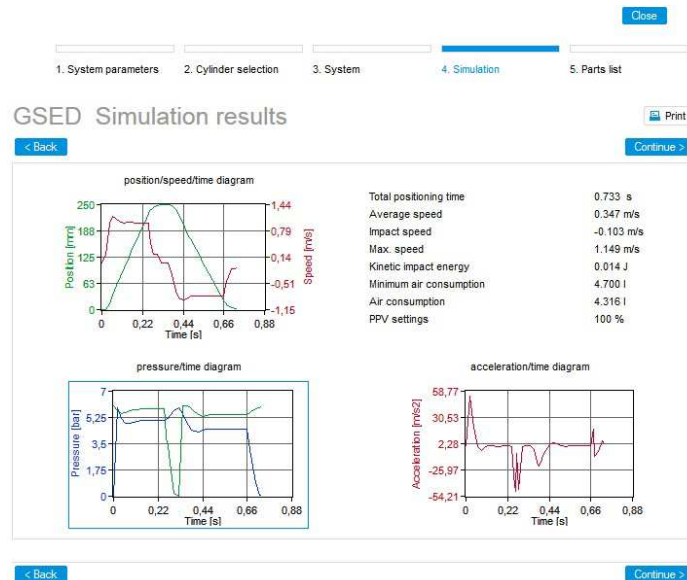 Close
1. System parameters 2. Cylinder selection 3. System 4. Simulation 5. Parts list
GSED Simulation results
Print
< Back Continue >
position/speed/time diagram
Position [mm]
250
188
125
63
0
1,44
0,79
0,14
-0,51
-1,15
Speed [m/s]
0 0,22 0,44 0,66 0,88
Time [s]
Total positioning time 0.733 s
Average speed 0.347 m/s
Impact speed -0.103 m/s
Max. speed 1.149 m/s
Kinetic impact energy 0.014 J
Minimum air consumption 4.700 l
Air consumption 4.316 l
PPV settings 100 %
pressure/time diagram
Pressure [bar]
7
5,25
3,5
1,75
0
0 0,22 0,44 0,66 0,88
Time [s]
acceleration/time diagram
Acceleration [m/s2]
58,77
30,53
2,28
-25,97
-54,21
0 0,22 0,44 0,66 0,88
Time [s]
< Back Continue >